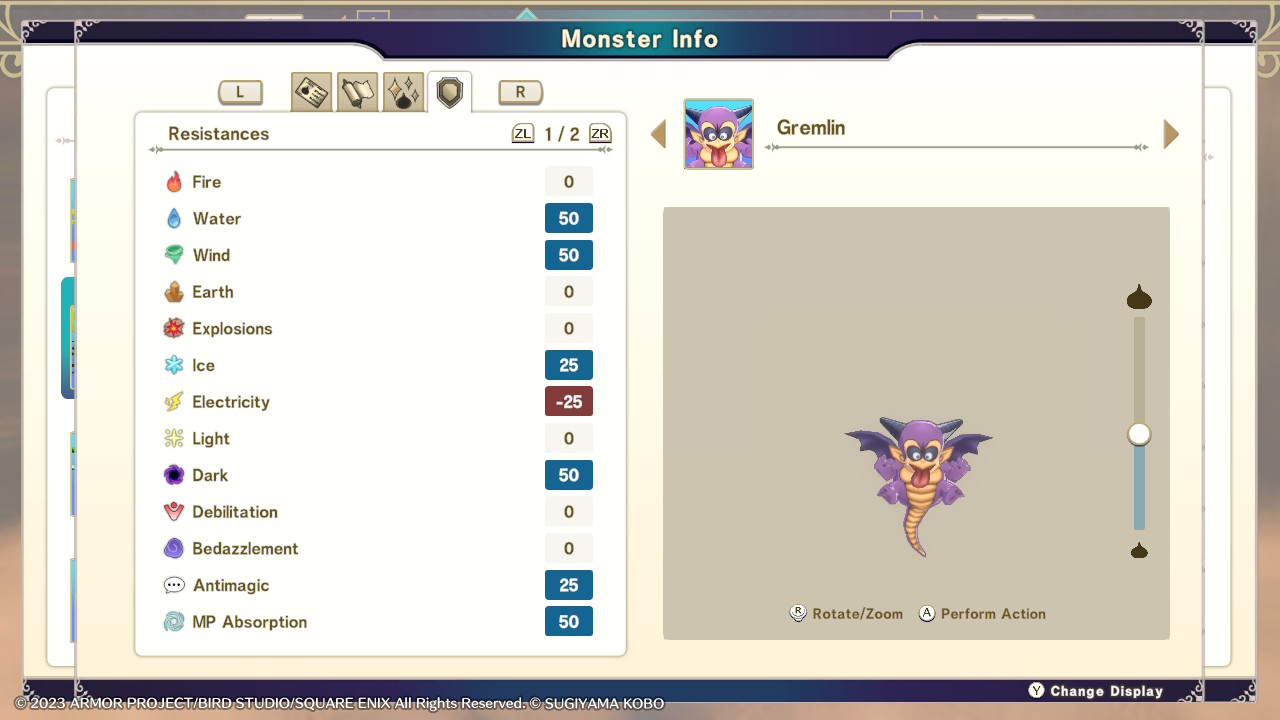 Monster Info
L
R
Resistances
ZL 1 / 2 ZR
Fire 0
Water 50
Wind 50
Earth 0
Explosions 0
Ice 25
Electricity -25
Light 0
Dark 50
Debilitation 0
Bedazzlement 0
Antimagic 25
MP Absorption 50
Gremlin
R Rotate/Zoom A Perform Action
Y Change Display
© 2023 ARMOR PROJECT/BIRD STUDIO/SQUARE ENIX All Rights Reserved. © SUGIYAMA KOBO